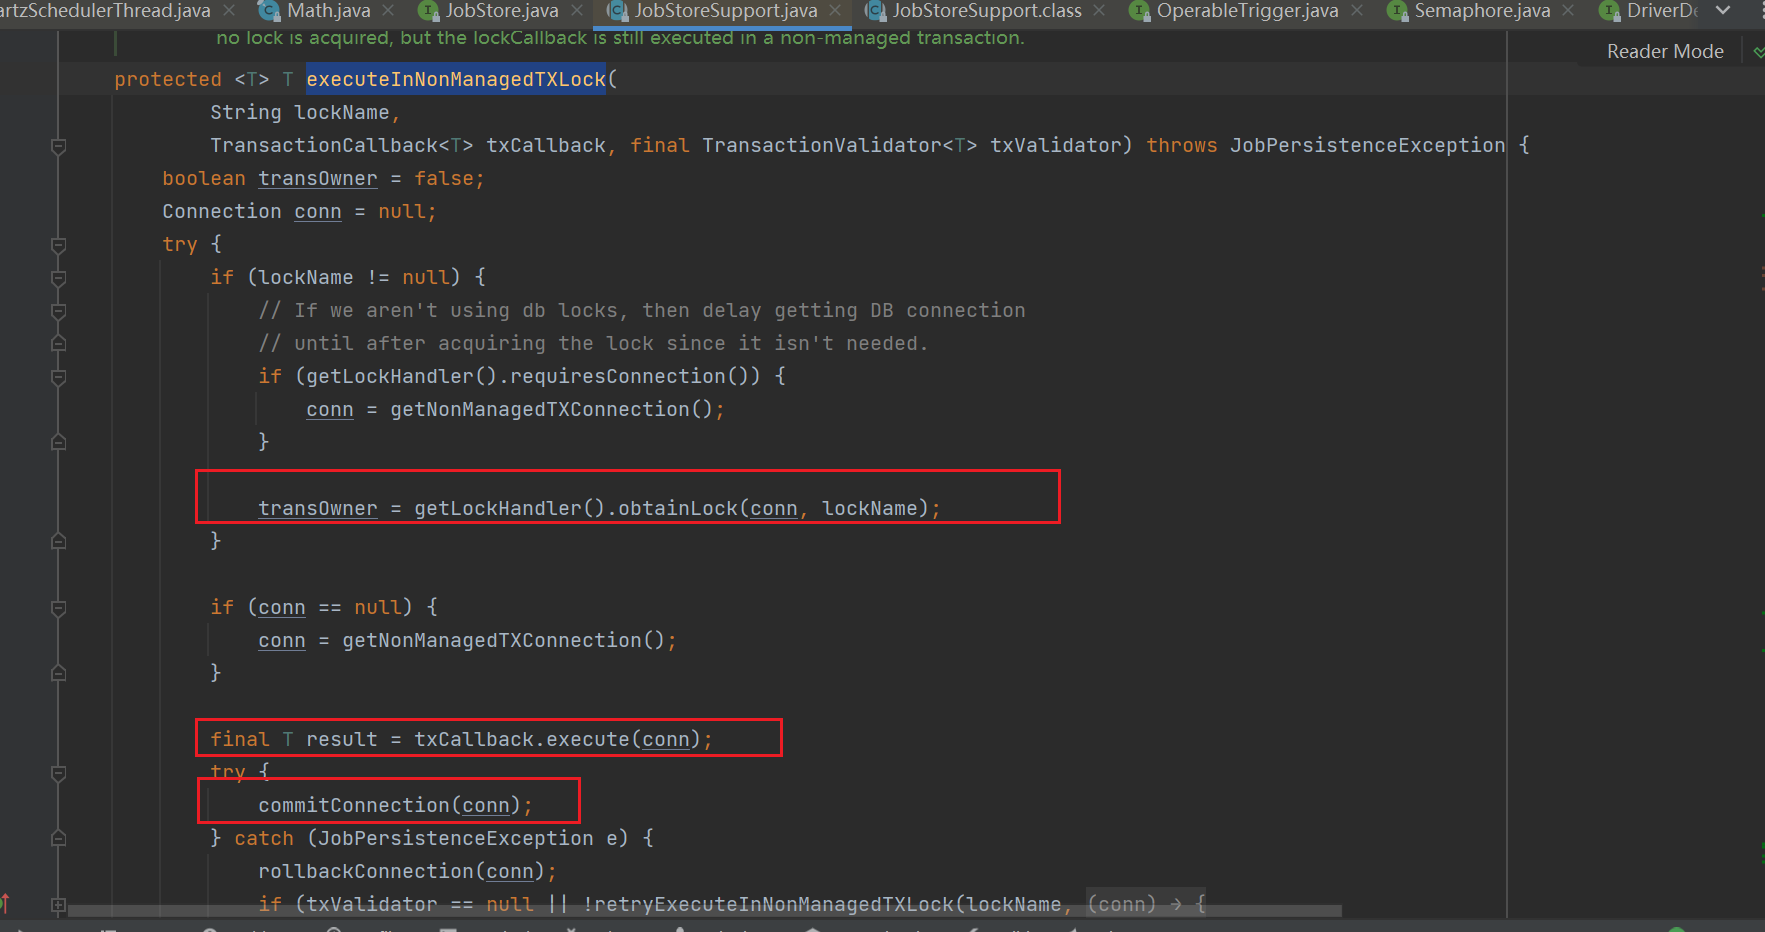 artzSchedulerThread.java Math.java JobStore.java JobStoreSupport.java JobStoreSupport.class OperableTrigger.java Semaphore.java
no lock is acquired, but the lockCallback is still executed in a non-managed transaction.
Reader Mode
protected <T> T executeInNonManagedTXLock(
String lockName,
TransactionCallback<T> txCallback, final TransactionValidator<T> txValidator) throws JobPersistenceException {
boolean transOwner = false;
Connection conn = null;
try {
if (lockName != null) {
// If we aren't using db locks, then delay getting DB connection
// until after acquiring the lock since it isn't needed.
if (getLockHandler().requiresConnection()) {
conn = getNonManagedTXConnection();
}
transOwner = getLockHandler().obtainLock(conn, lockName);
}
if (conn == null) {
conn = getNonManagedTXConnection();
}
final T result = txCallback.execute(conn);
try {
commitConnection(conn);
} catch (JobPersistenceException e) {
rollbackConnection(conn);
if (txValidator == null || !retryExecuteInNonManagedTXLock(lockName, (conn) → {